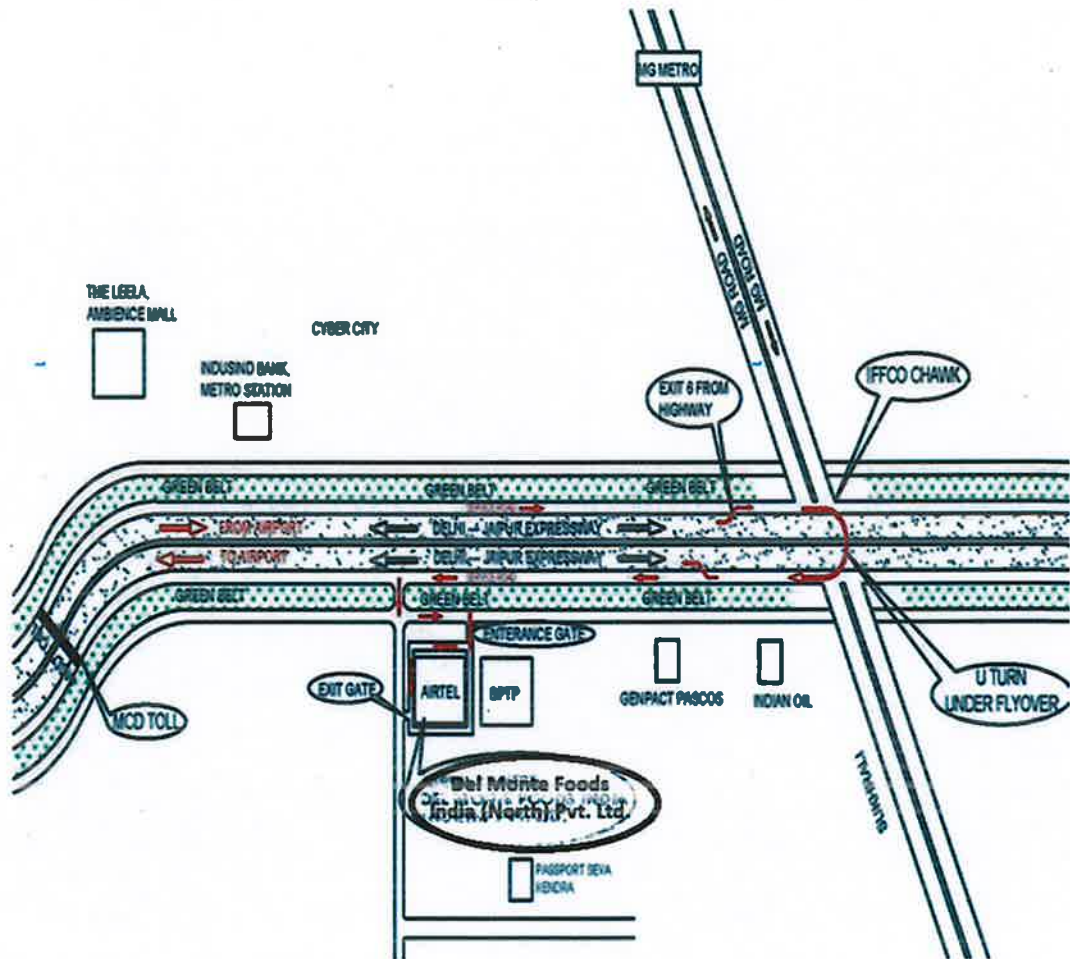 MG METRO
MG ROAD
MG ROAD
THE LEELA,
AMBIENCE MALL
CYBER CITY
INDUSIND BANK,
METRO STATION
EXIT 6 FROM
HIGHWAY
IFFCO CHAWK
GREEN BELT
GREEN BELT
GREEN BELT
FROM AIRPORT
DELHI - JAIPUR EXPRESSWAY
TO AIRPORT
DELHI - JAIPUR EXPRESSWAY
GREEN BELT
GREEN BELT
GREEN BELT
ENTERANCE GATE
EXIT GATE
AIRTEL
BPTP
GENPACT PASCOS
INDIAN OIL
U TURN
UNDER FLYOVER
MCD TOLL
Del Monte Foods
India (North) Pvt. Ltd.
PASSPORT SEVA
KENDRA